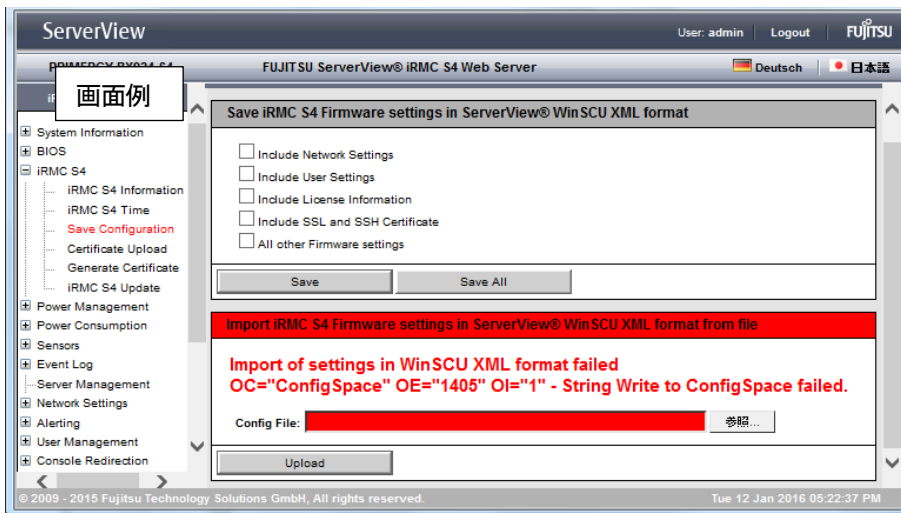 ServerView
User: admin Logout FUJITSU
FUJITSU ServerView® iRMC S4 Web Server Deutsch 日本語
画面例
Save iRMC S4 Firmware settings in ServerView® WinSCU XML format
System Information
BIOS
iRMC S4
iRMC S4 Information
iRMC S4 Time
Save Configuration
Certificate Upload
Generate Certificate
iRMC S4 Update
Power Management
Power Consumption
Sensors
Event Log
Server Management
Network Settings
Alerting
User Management
Console Redirection
Include Network Settings
Include User Settings
Include License Information
Include SSL and SSH Certificate
All other Firmware settings
Save Save All
Import iRMC S4 Firmware settings in ServerView® WinSCU XML format from file
Import of settings in WinSCU XML format failed
OC="ConfigSpace" OE="1405" OI="1" - String Write to ConfigSpace failed.
Config File: 参照...
Upload
© 2009 - 2015 Fujitsu Technology Solutions GmbH, All rights reserved. Tue 12 Jan 2016 05:22:37 PM